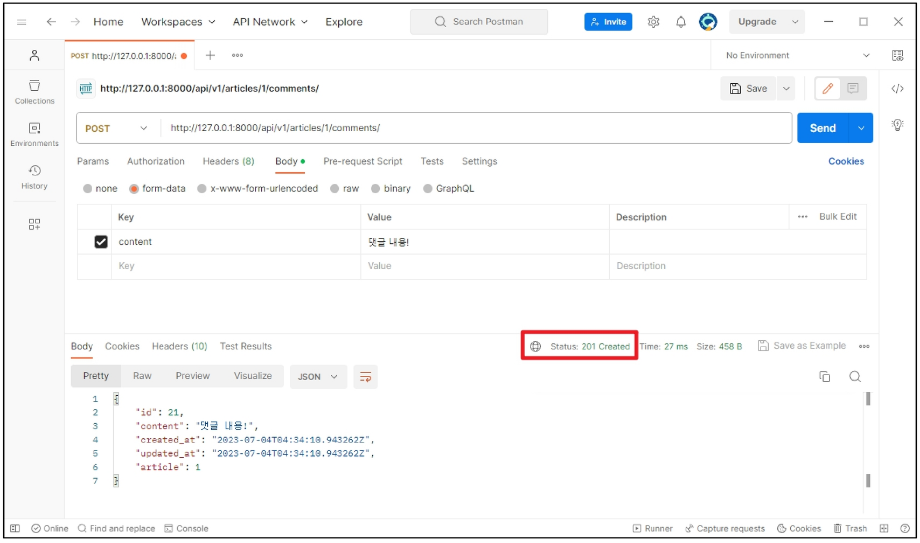 Home Workspaces API Network Explore Search Postman Invite Upgrade
POST http://127.0.0.1:8000/ No Environment
HTTP http://127.0.0.1:8000/api/v1/articles/1/comments/ Save
POST http://127.0.0.1:8000/api/v1/articles/1/comments/ Send
Collections
Environments
History
Params Authorization Headers (8) Body Pre-request Script Tests Settings Cookies
none form-data x-www-form-urlencoded raw binary GraphQL
Key Value Description Bulk Edit
content 댓글 내용!
Key Value Description
Body Cookies Headers (10) Test Results Status: 201 Created Time: 27 ms Size: 458 B Save as Example
Pretty Raw Preview Visualize JSON
1 {
2 "id": 21,
3 "content": "댓글 내용!",
4 "created_at": "2023-07-04T04:34:10.943262Z",
5 "updated_at": "2023-07-04T04:34:10.943262Z",
6 "article": 1
7 }
Online Find and replace Console Runner Capture requests Cookies Trash